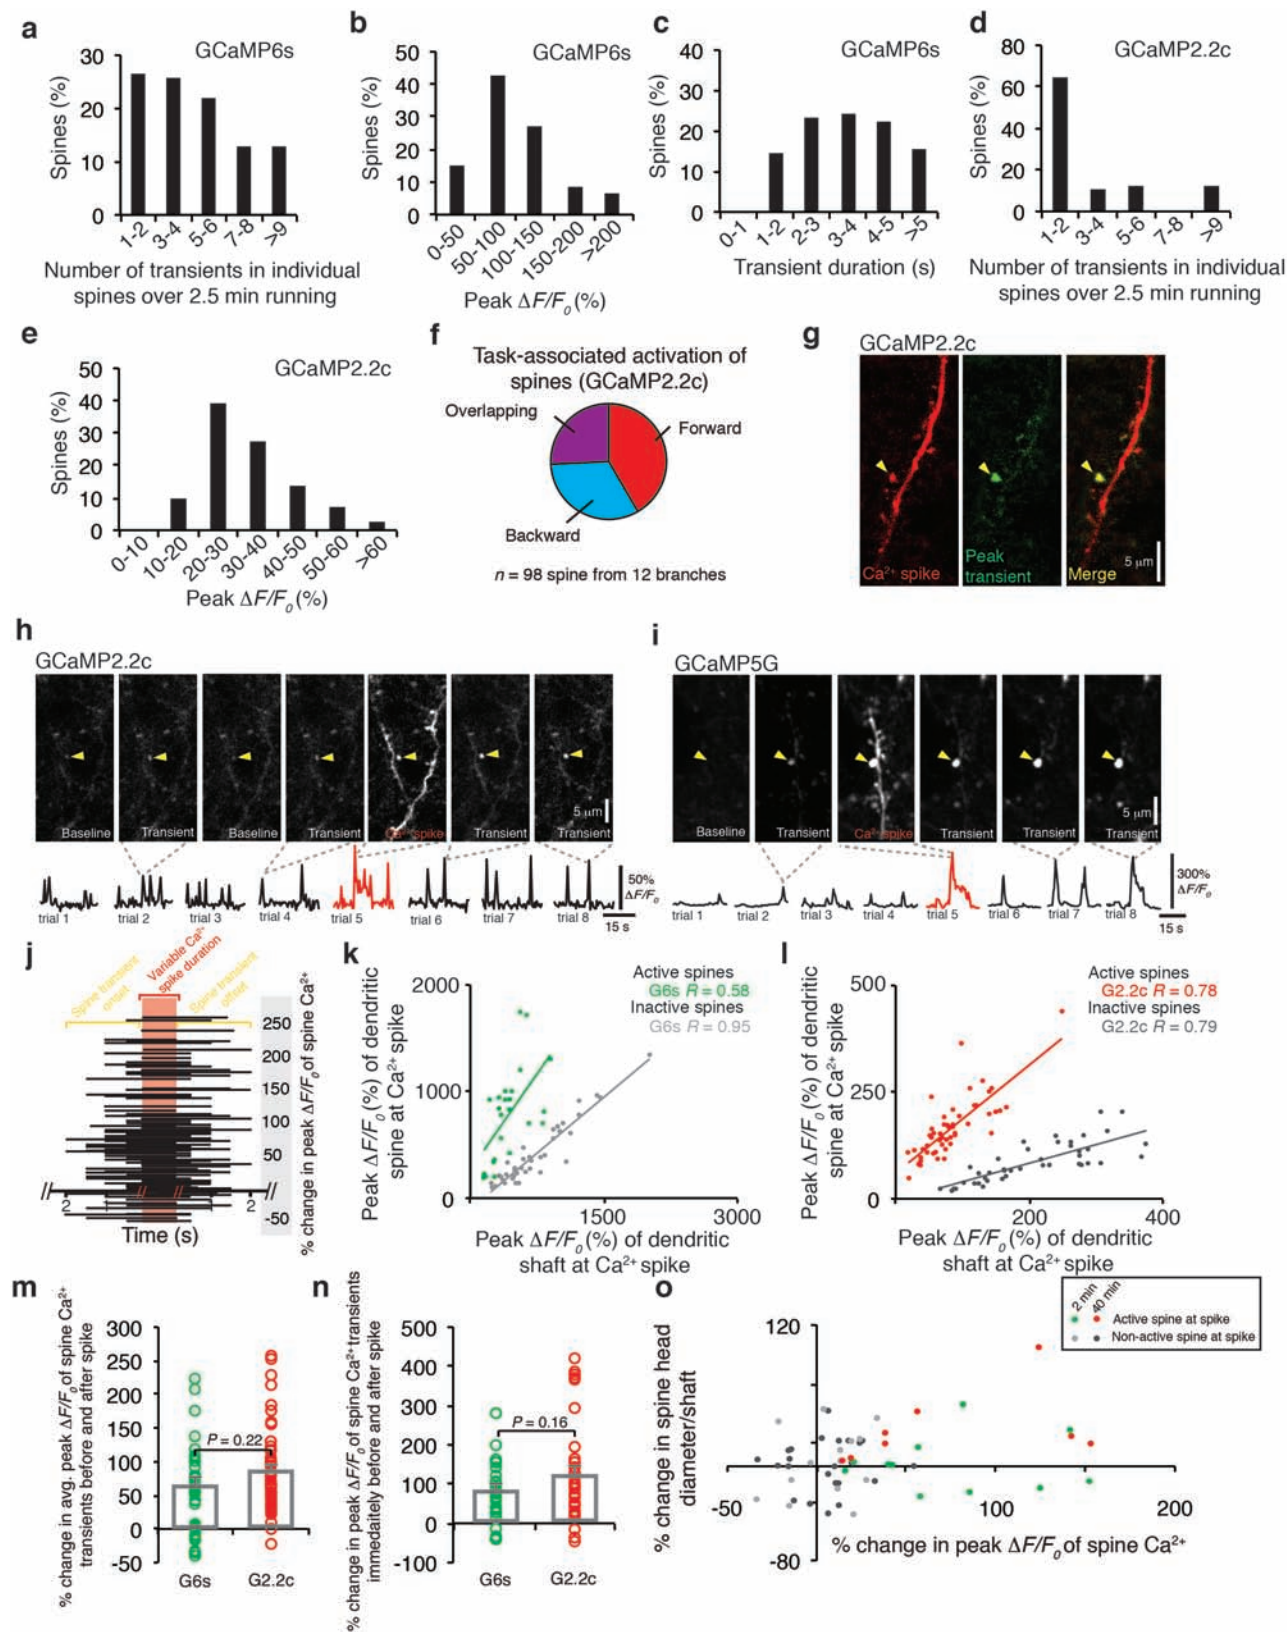 a
GCaMP6s
Spines (%)
30
20
10
0
1-2
3-4
5-6
7-8
>9
Number of transients in individual
spines over 2.5 min running
b
GCaMP6s
Spines (%)
50
40
30
20
10
0
0-50
50-100
100-150
150-200
>200
Peak ΔF/F0 (%)
c
GCaMP6s
Spines (%)
40
30
20
10
0
0-1
1-2
2-3
3-4
4-5
>5
Transient duration (s)
d
GCaMP2.2c
Spines (%)
80
60
40
20
0
1-2
3-4
5-6
7-8
>9
Number of transients in individual
spines over 2.5 min running
e
GCaMP2.2c
Spines (%)
50
40
30
20
10
0
0-10
10-20
20-30
30-40
40-50
50-60
>60
Peak ΔF/F0 (%)
f
Task-associated activation of
spines (GCaMP2.2c)
Overlapping
Forward
Backward
n = 98 spine from 12 branches
g
GCaMP2.2c
Ca2+ spike
Peak
transient
Merge
5 μm
h
GCaMP2.2c
Baseline
Transient
Baseline
Transient
Ca2+ spike
Transient
Transient
5 μm
trial 1
trial 2
trial 3
trial 4
trial 5
trial 6
trial 7
trial 8
50%
ΔF/F0
15 s
i
GCaMP5G
Baseline
Transient
Ca2+ spike
Transient
Transient
Transient
5 μm
trial 1
trial 2
trial 3
trial 4
trial 5
trial 6
trial 7
trial 8
300%
ΔF/F0
15 s
j
Spine transient
onset
Variable Ca2+
spike duration
Spine transient
offset
250
200
150
100
50
-50
% change in peak ΔF/F0 of spine Ca2+
2
2
Time (s)
k
Active spines
G6s R = 0.58
Inactive spines
G6s R = 0.95
Peak ΔF/F0 (%) of dendritic
spine at Ca2+ spike
2000
1000
0
1500
3000
Peak ΔF/F0 (%) of dendritic
shaft at Ca2+ spike
l
Active spines
G2.2c R = 0.78
Inactive spines
G2.2c R = 0.79
Peak ΔF/F0 (%) of dendritic
spine at Ca2+ spike
500
250
0
200
400
Peak ΔF/F0 (%) of dendritic
shaft at Ca2+ spike
m
% change in avg. peak ΔF/F0 of spine Ca2+
transients before and after spike
300
250
200
150
100
50
0
-50
P = 0.22
G6s
G2.2c
n
% change in peak ΔF/F0 of spine Ca2+ transients
immedaitely before and after spike
500
400
300
200
100
0
-100
P = 0.16
G6s
G2.2c
o
2 min
40 min
Active spine at spike
Non-active spine at spike
% change in spine head
diameter/shaft
120
-80
-50
100
200
% change in peak ΔF/F0 of spine Ca2+